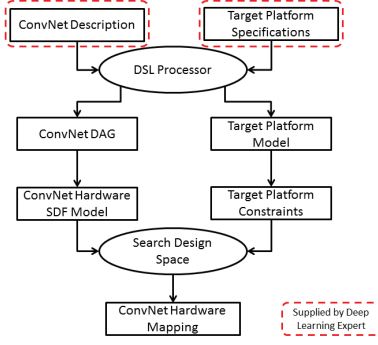 ConvNet Description
Target Platform
Specifications
DSL Processor
ConvNet DAG
Target Platform
Model
ConvNet Hardware
SDF Model
Target Platform
Constraints
Search Design
Space
ConvNet Hardware
Mapping
Supplied by Deep
Learning Expert